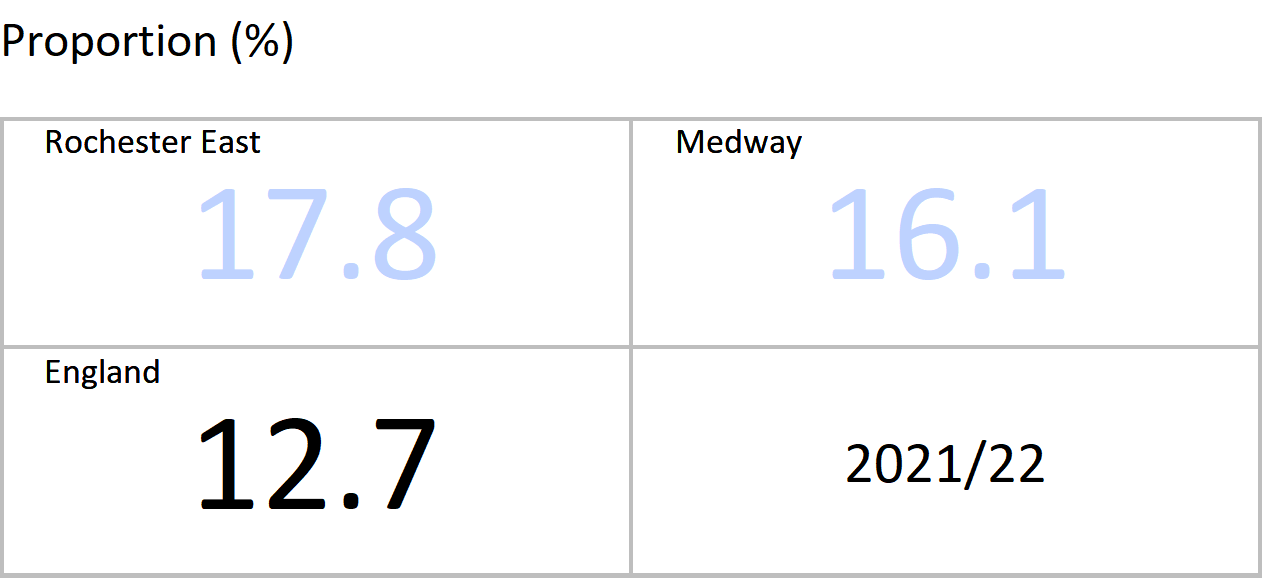 Proportion (%)
Rochester East
17.8
Medway
16.1
England
12.7
2021/22